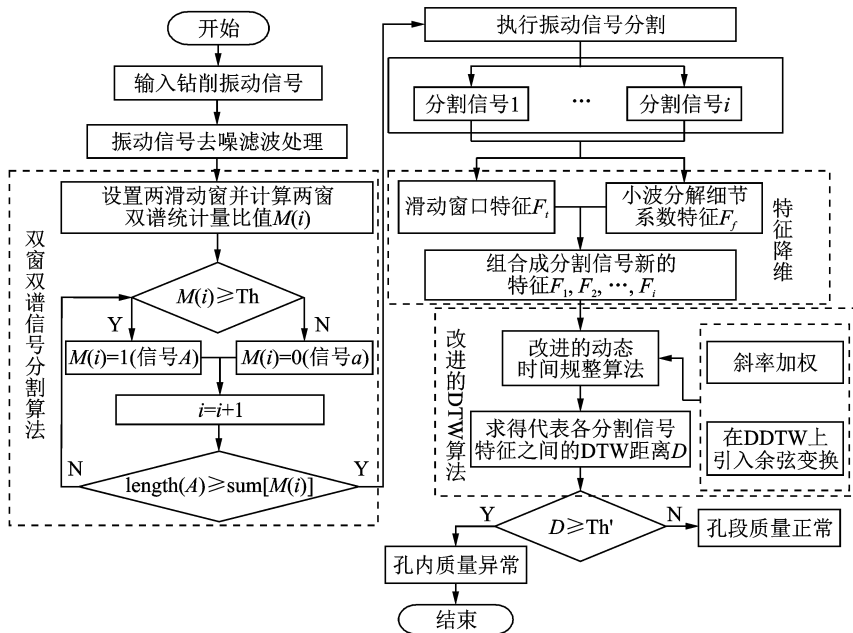 开始
输入钻削振动信号
振动信号去噪滤波处理
双窗双谱信号分割算法
设置两滑动窗并计算两窗
双谱统计量比值M(i)
M(i)≥Th
Y
N
M(i)=1(信号A)
M(i)=0(信号a)
i=i+1
N
Y
length(A)≥sum[M(i)]
执行振动信号分割
分割信号1
…
分割信号i
滑动窗口特征Fₜ
小波分解细节
系数特征F_f
特征降维
组合成分割信号新的
特征F₁, F₂, …, Fᵢ
改进的DTW算法
改进的动态
时间规整算法
斜率加权
求得代表各分割信号
特征之间的DTW距离D
在DDTW上
引入余弦变换
Y
D≥Th'
N
孔段质量正常
孔内质量异常
结束